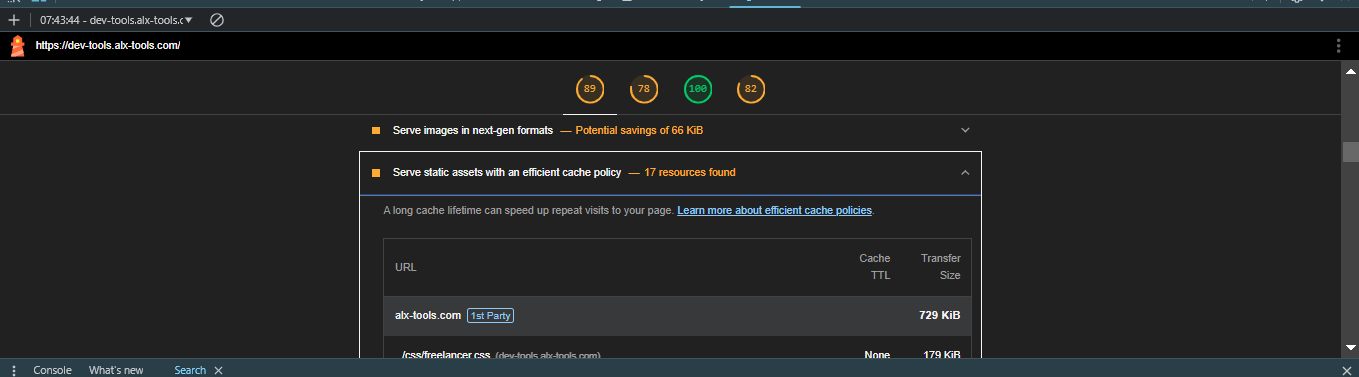 07:43:44 - dev-tools.alx-tools.c
https://dev-tools.alx-tools.com/
89 78 100 82
Serve images in next-gen formats — Potential savings of 66 KiB
Serve static assets with an efficient cache policy — 17 resources found
A long cache lifetime can speed up repeat visits to your page. Learn more about efficient cache policies.
URL Cache TTL Transfer Size
alx-tools.com 1st Party 729 KiB
/css/freelancer.css (dev-tools.alx-tools.com) None 179 KiB
Console What's new Search